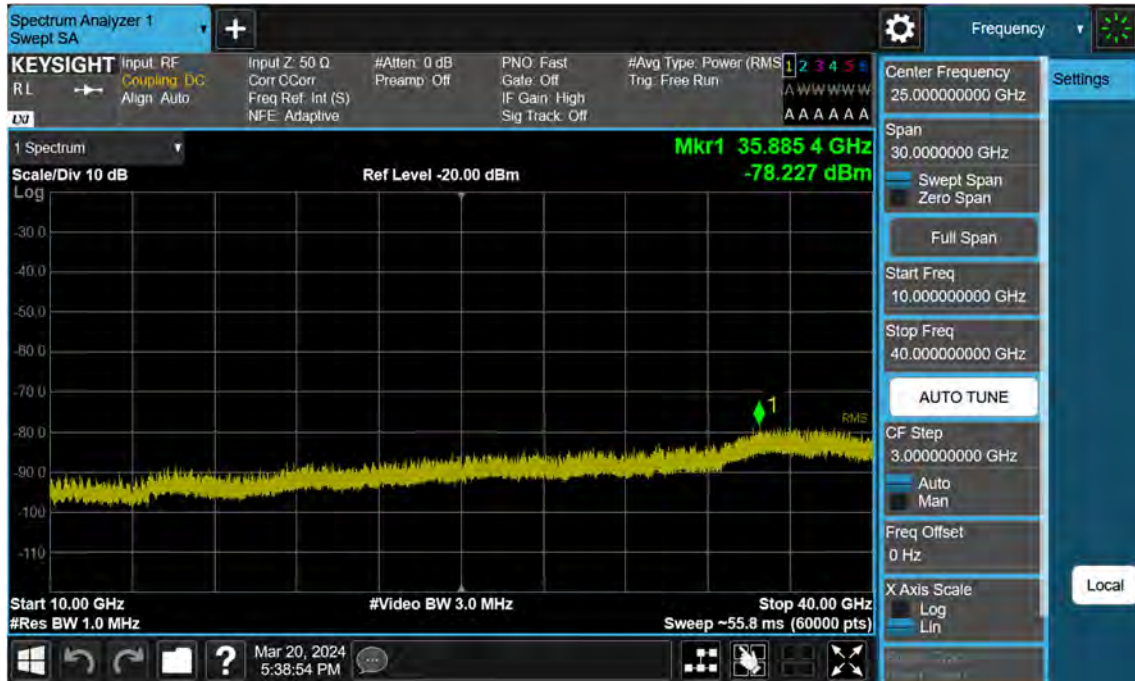 Spectrum Analyzer 1
Swept SA
Frequency
KEYSIGHT
RL
LXI
Input: RF
Coupling: DC
Align: Auto
Input Z: 50 Ω
Corr CCorr
Freq Ref: Int (S)
NFE: Adaptive
#Atten: 0 dB
Preamp: Off
PNO: Fast
Gate: Off
IF Gain: High
Sig Track: Off
#Avg Type: Power (RMS
Trig: Free Run
1 2 3 4 5 6
A W W W W W
A A A A A A
Center Frequency
25.000000000 GHz
Settings
1 Spectrum
Mkr1 35.885 4 GHz
-78.227 dBm
Scale/Div 10 dB
Ref Level -20.00 dBm
Span
30.0000000 GHz
Swept Span
Zero Span
Full Span
Start Freq
10.000000000 GHz
Stop Freq
40.000000000 GHz
AUTO TUNE
CF Step
3.000000000 GHz
Auto
Man
Freq Offset
0 Hz
X Axis Scale
Log
Lin
Local
Log
-30.0
-40.0
-50.0
-60.0
-70.0
-80.0
-90.0
-100
-110
1
RMS
Start 10.00 GHz
#Video BW 3.0 MHz
Stop 40.00 GHz
#Res BW 1.0 MHz
Sweep ~55.8 ms (60000 pts)
?
Mar 20, 2024
5:38:54 PM